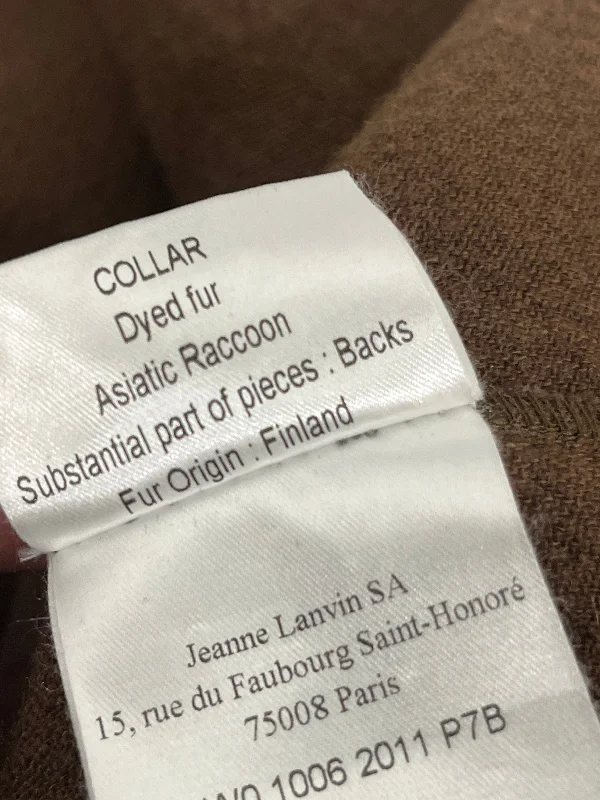 COLLAR
Dyed fur
Asiatic Raccoon
Substantial part of pieces : Backs
Fur Origin : Finland
Jeanne Lanvin SA
15, rue du Faubourg Saint-Honoré
75008 Paris
1006 2011 P7B